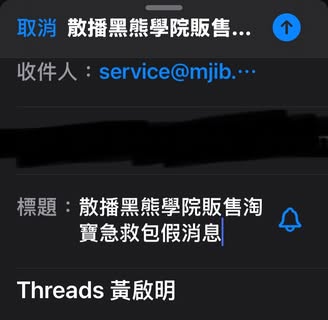 取消 散播黑熊學院販售...
收件人：service@mjib.…
標題：散播黑熊學院販售淘
寶急救包假消息
Threads 黃啟明